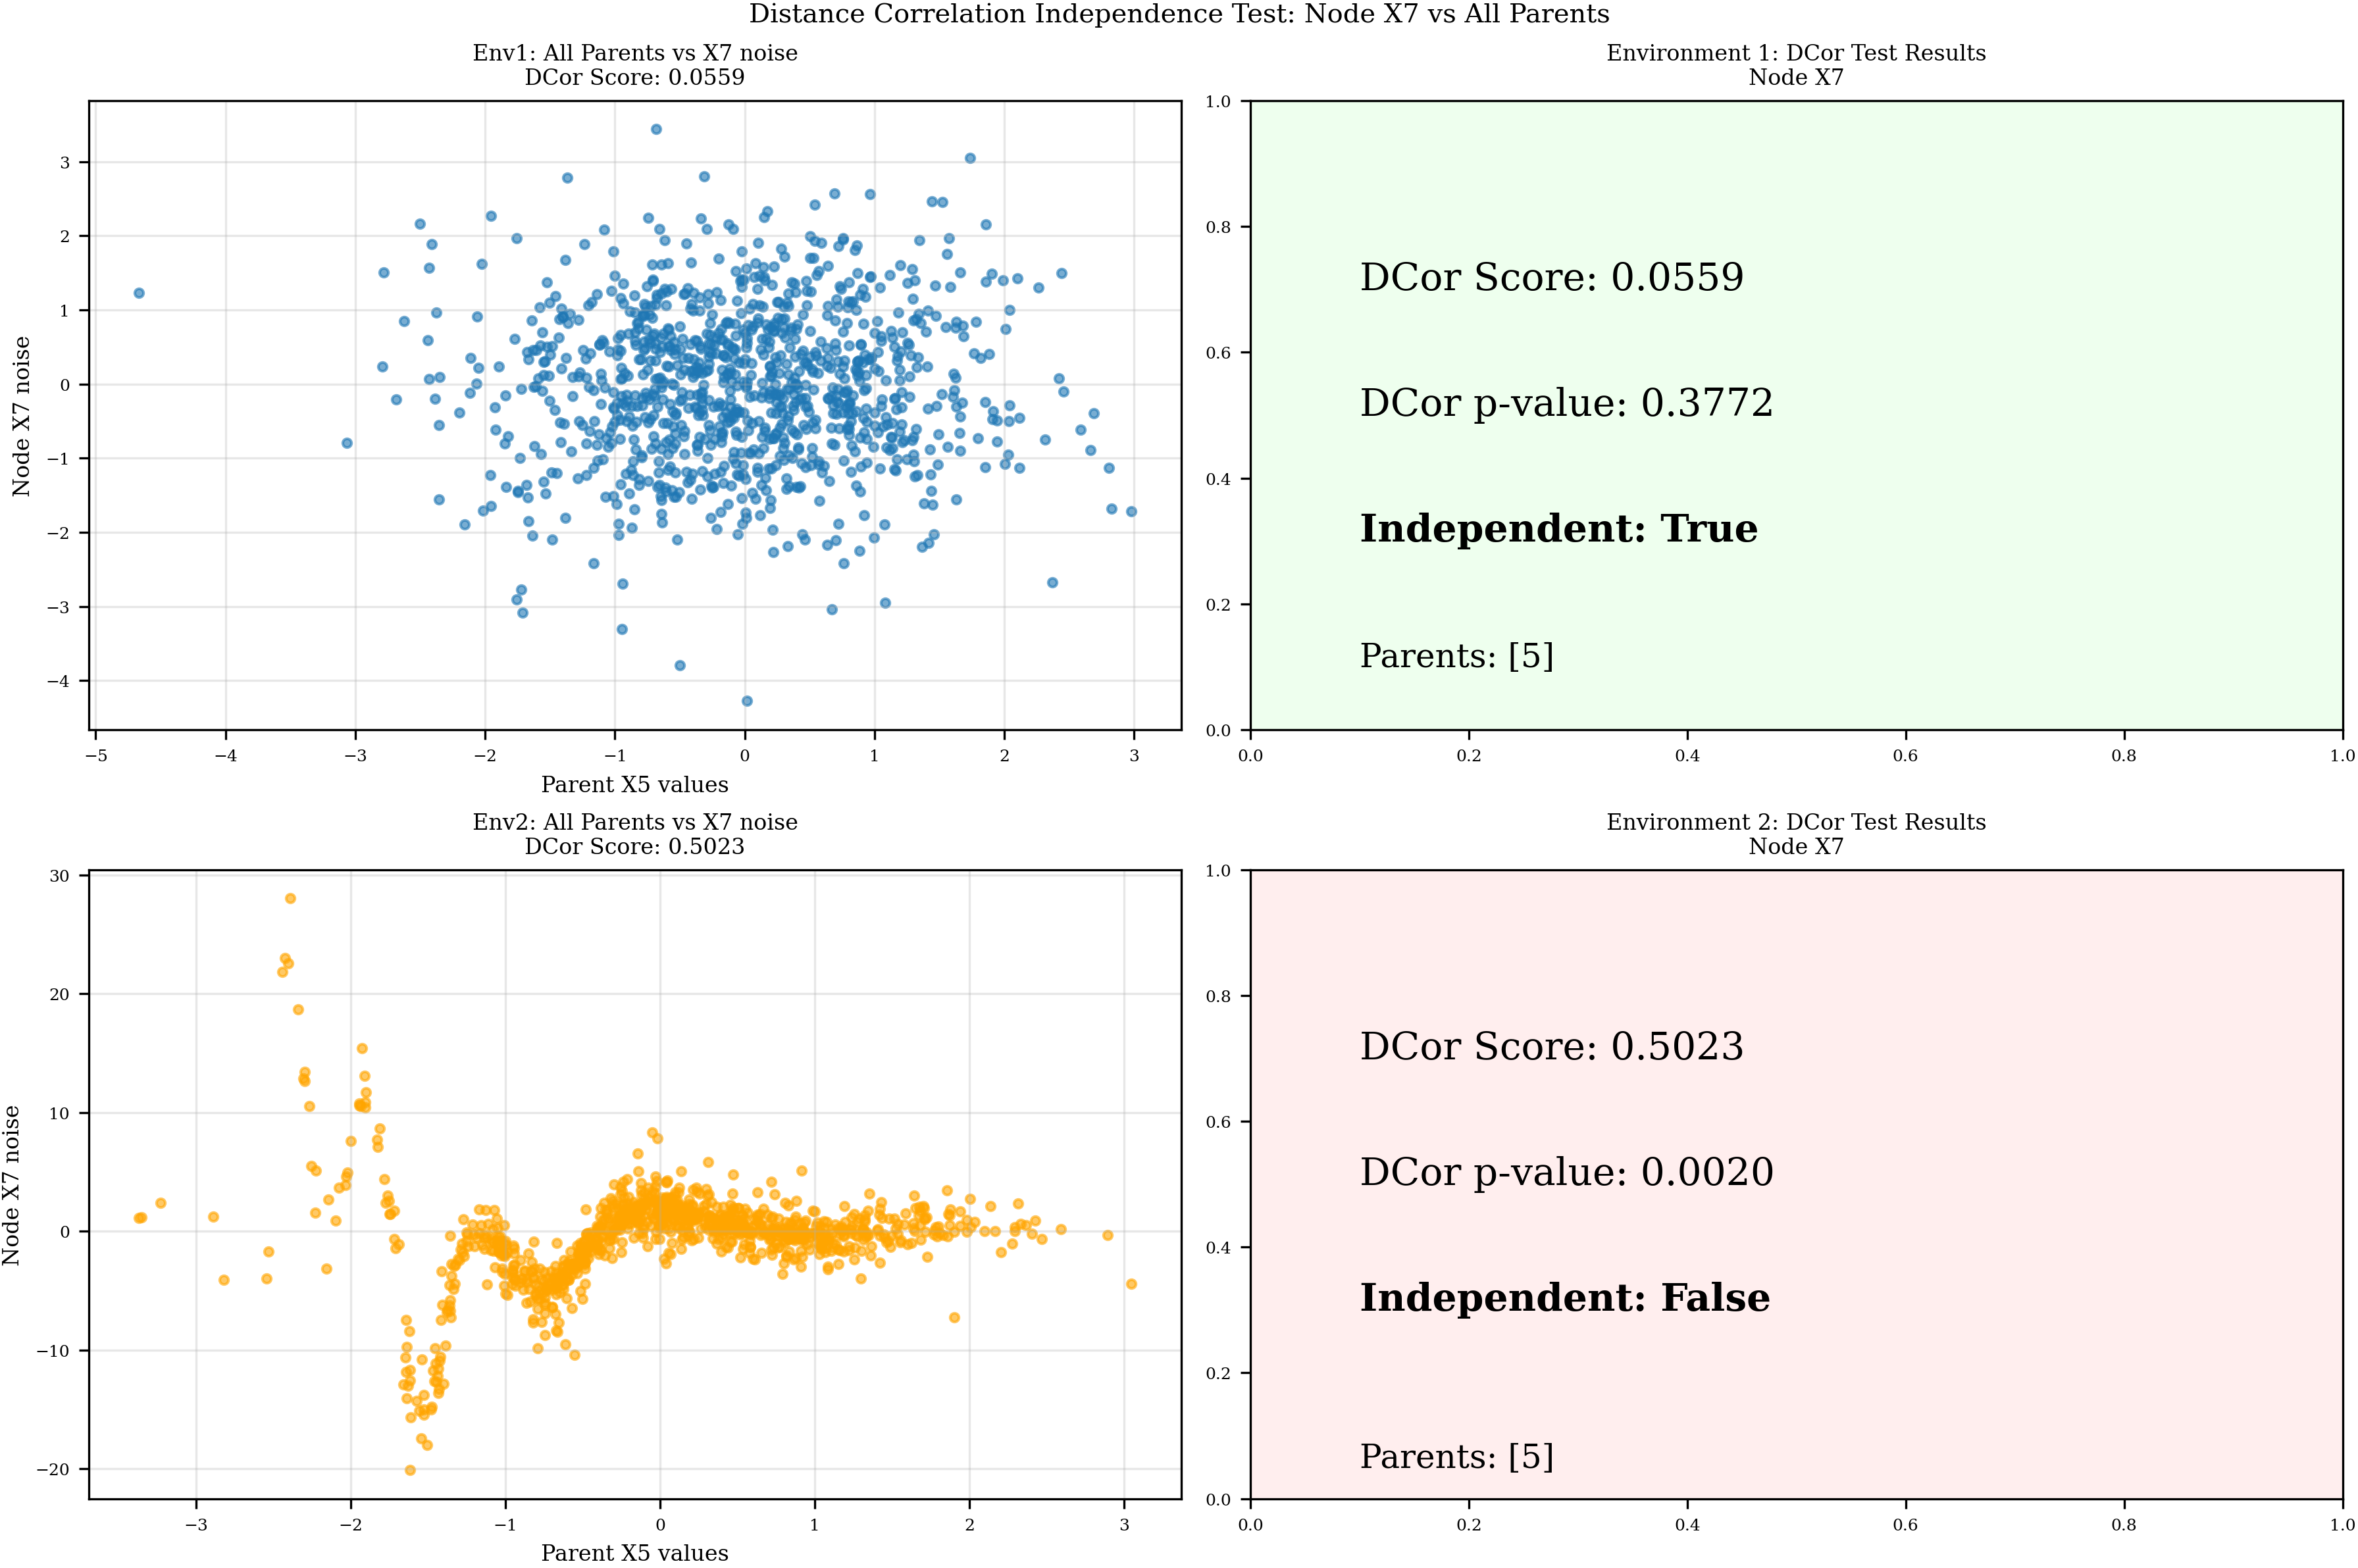 Distance Correlation Independence Test: Node X7 vs All Parents
Env1: All Parents vs X7 noise
DCor Score: 0.0559
Node X7 noise
3
2
1
0
−1
−2
−3
−4
−5
−4
−3
−2
−1
0
1
2
3
Parent X5 values
Environment 1: DCor Test Results
Node X7
1.0
0.8
0.6
0.4
0.2
0.0
DCor Score: 0.0559
DCor p-value: 0.3772
Independent: True
Parents: [5]
0.0
0.2
0.4
0.6
0.8
1.0
Env2: All Parents vs X7 noise
DCor Score: 0.5023
Node X7 noise
30
20
10
0
−10
−20
−3
−2
−1
0
1
2
3
Parent X5 values
Environment 2: DCor Test Results
Node X7
1.0
0.8
0.6
0.4
0.2
0.0
DCor Score: 0.5023
DCor p-value: 0.0020
Independent: False
Parents: [5]
0.0
0.2
0.4
0.6
0.8
1.0